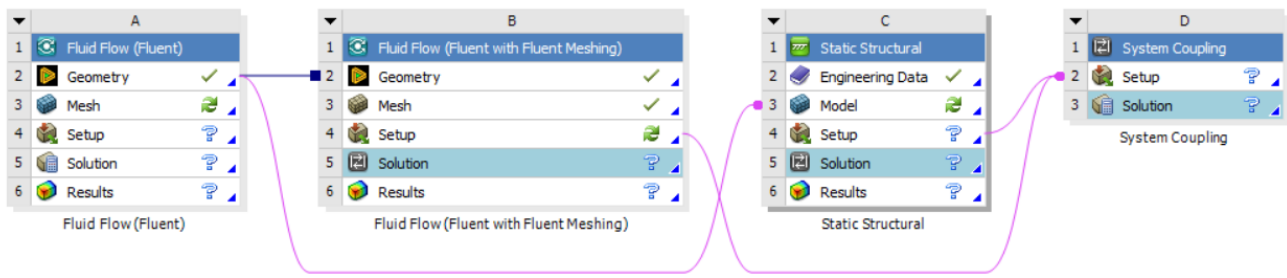 A
1 Fluid Flow (Fluent)
2 Geometry
3 Mesh
4 Setup
5 Solution
6 Results
Fluid Flow (Fluent)
B
1 Fluid Flow (Fluent with Fluent Meshing)
2 Geometry
3 Mesh
4 Setup
5 Solution
6 Results
Fluid Flow (Fluent with Fluent Meshing)
C
1 Static Structural
2 Engineering Data
3 Model
4 Setup
5 Solution
6 Results
Static Structural
D
1 System Coupling
2 Setup
3 Solution
System Coupling